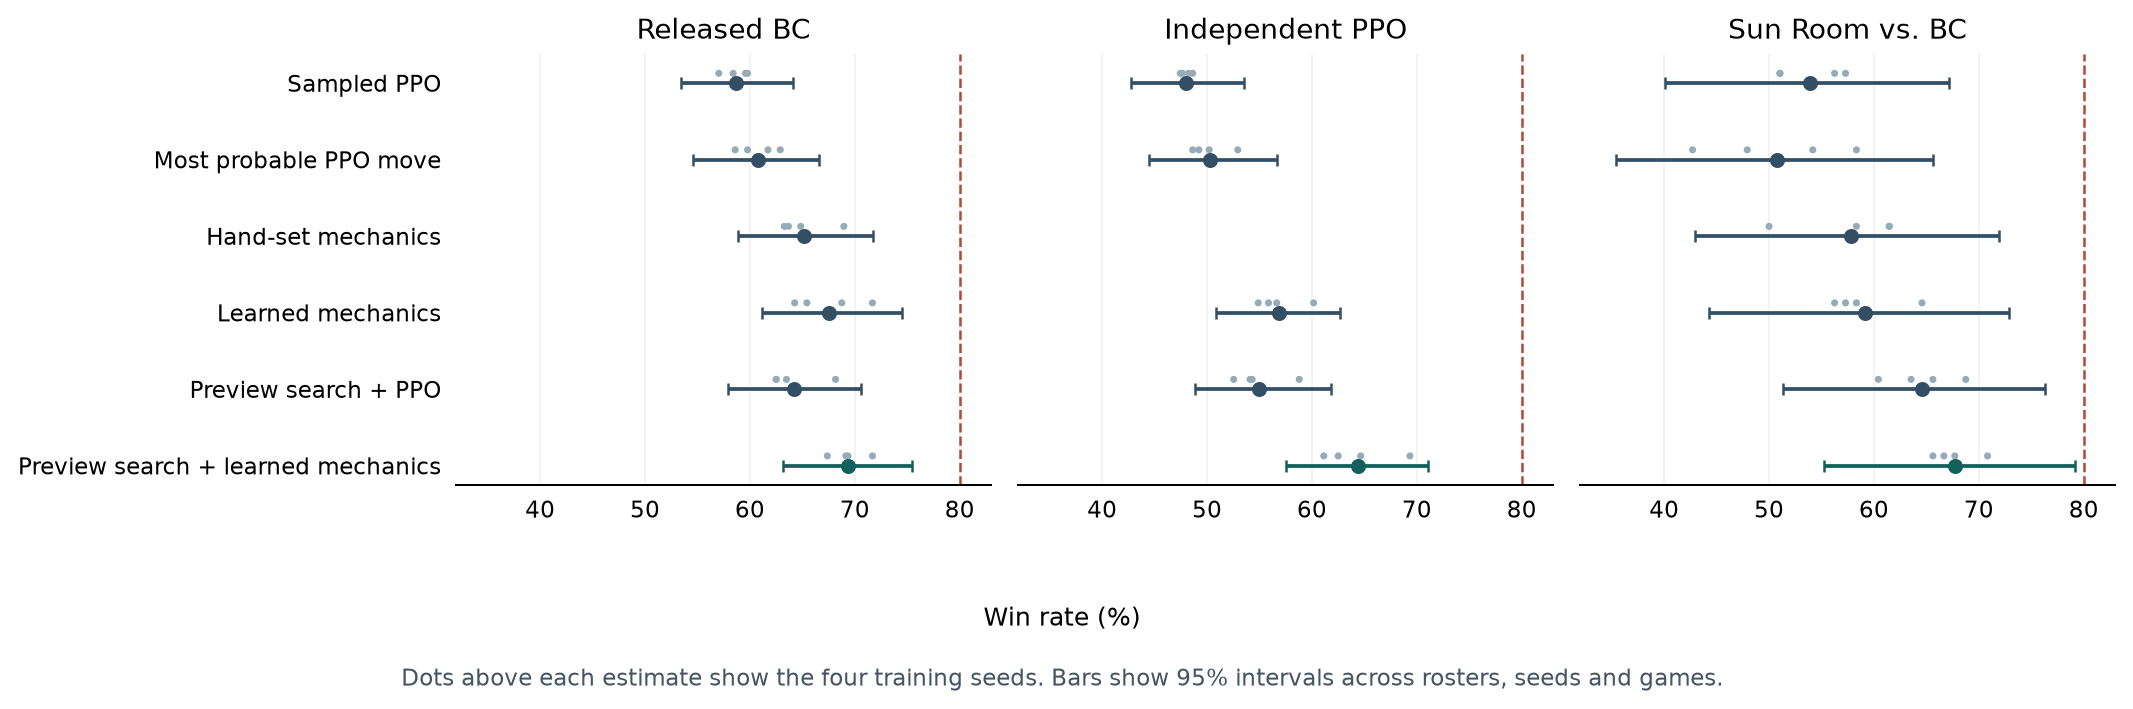 Released BC
Independent PPO
Sun Room vs. BC
Sampled PPO
Most probable PPO move
Hand-set mechanics
Learned mechanics
Preview search + PPO
Preview search + learned mechanics
40 50 60 70 80
40 50 60 70 80
40 50 60 70 80
Win rate (%)
Dots above each estimate show the four training seeds. Bars show 95% intervals across rosters, seeds and games.